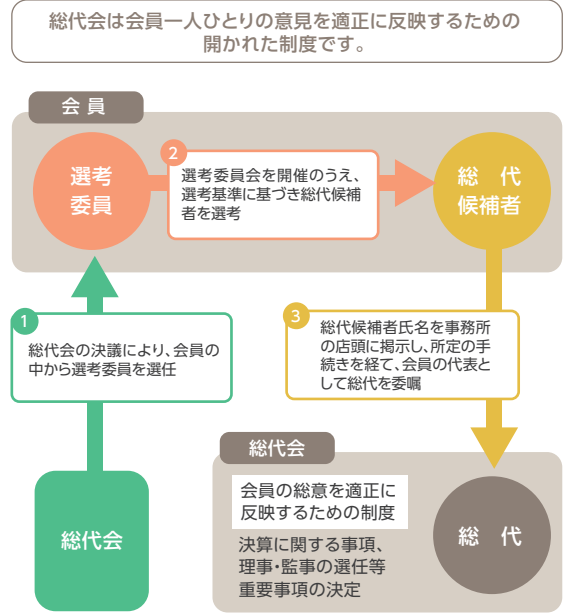 総代会は会員一人ひとりの意見を適正に反映するための
開かれた制度です。
会 員
選考
委員
2
選考委員会を開催のうえ、
選考基準に基づき総代候補
者を選考
総 代
候補者
1
総代会の決議により、会員の
中から選考委員を選任
3
総代候補者氏名を事務所
の店頭に掲示し、所定の手
続きを経て、会員の代表と
して総代を委嘱
総代会
総代会
会員の総意を適正に
反映するための制度
決算に関する事項、
理事・監事の選任等
重要事項の決定
総 代